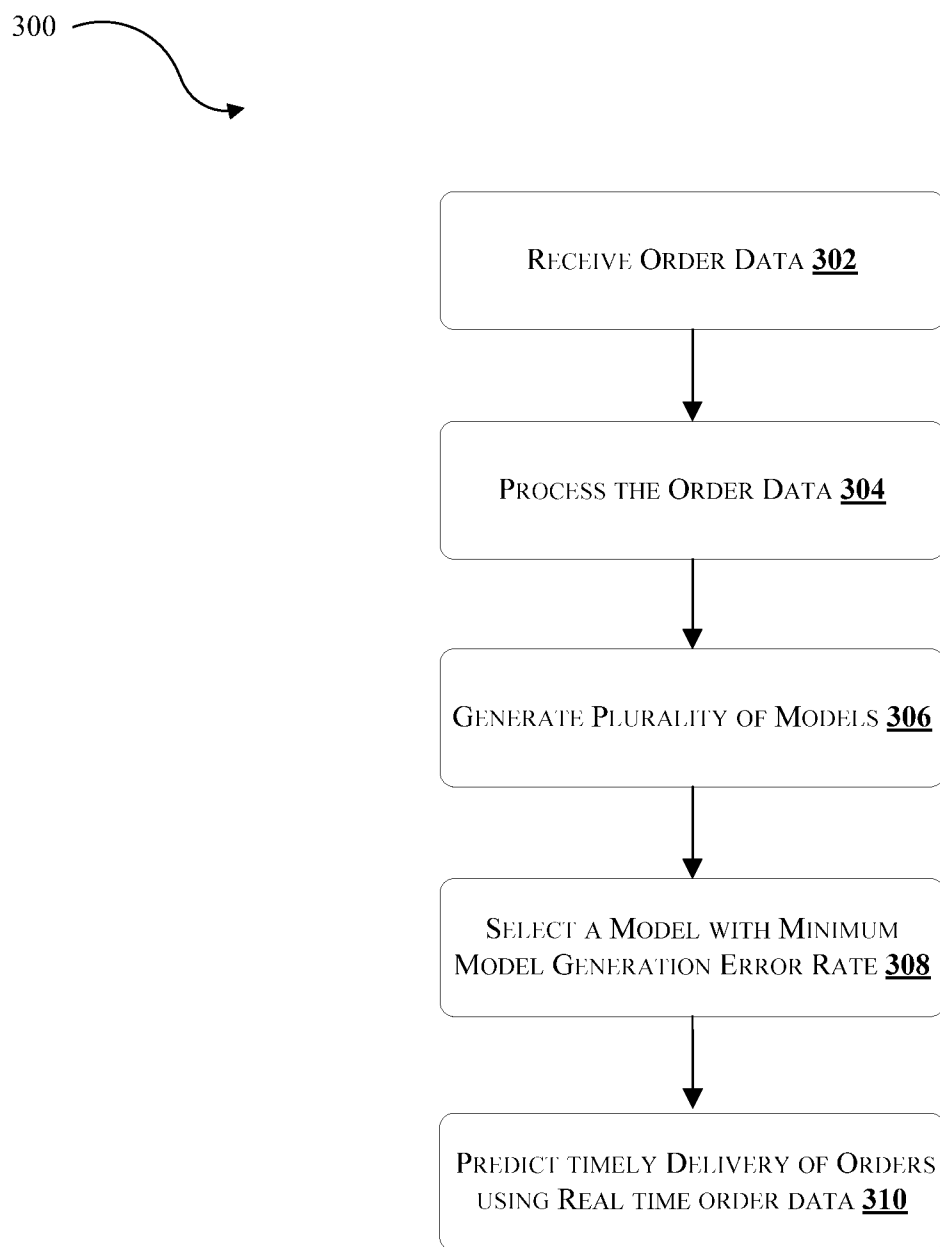 300
RECEIVE ORDER DATA 302
PROCESS THE ORDER DATA 304
GENERATE PLURALITY OF MODELS 306
SELECT A MODEL WITH MINIMUM
MODEL GENERATION ERROR RATE 308
PREDICT TIMELY DELIVERY OF ORDERS
USING REAL TIME ORDER DATA 310